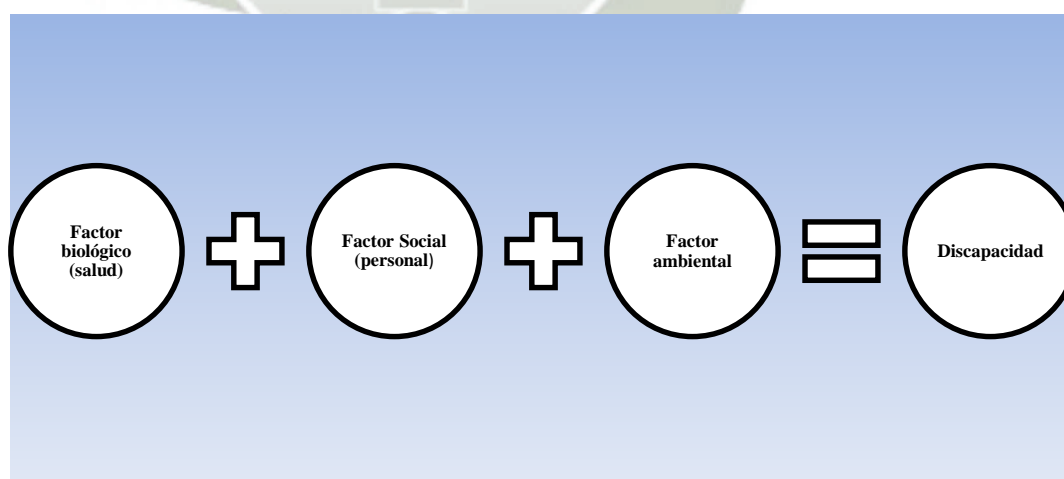 Factor
biológico
(salud)
Factor Social
(personal)
Factor
ambiental
Discapacidad